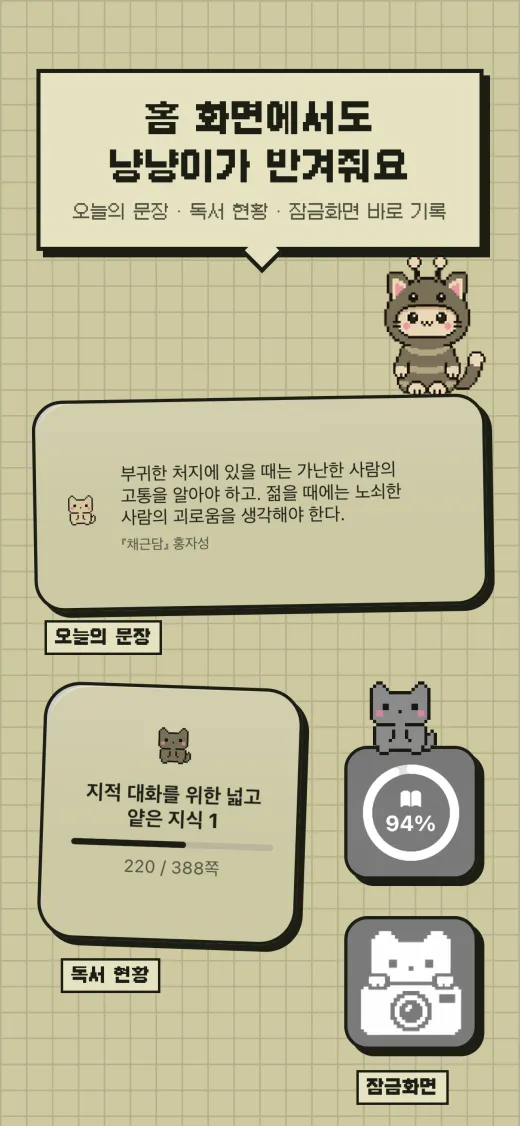 홈 화면에서도
냥냥이가 반겨줘요
오늘의 문장 · 독서 현황 · 잠금화면 바로 기록
부귀한 처지에 있을 때는 가난한 사람의
고통을 알아야 하고. 젊을 때에는 노쇠한
사람의 괴로움을 생각해야 한다.
『채근담』 홍자성
오늘의 문장
지적 대화를 위한 넓고
얕은 지식 1
220 / 388쪽
독서 현황
94%
잠금화면